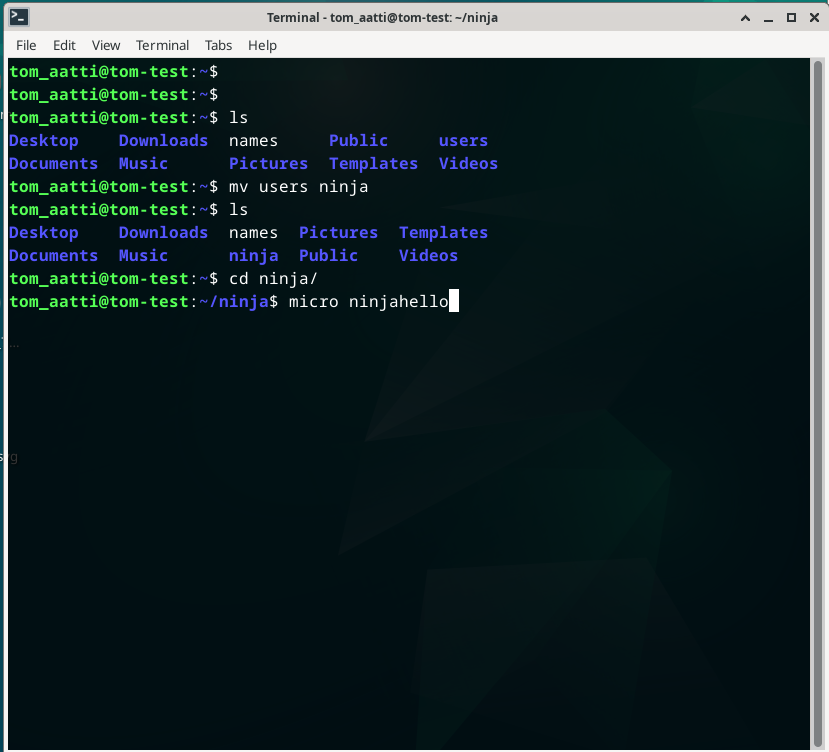 Terminal - tom_aatti@tom-test: ~/ninja
File Edit View Terminal Tabs Help
tom_aatti@tom-test:~$
tom_aatti@tom-test:~$
tom_aatti@tom-test:~$ ls
Desktop Downloads names Public users
Documents Music Pictures Templates Videos
tom_aatti@tom-test:~$ mv users ninja
tom_aatti@tom-test:~$ ls
Desktop Downloads names Pictures Templates
Documents Music ninja Public Videos
tom_aatti@tom-test:~$ cd ninja/
tom_aatti@tom-test:~/ninja$ micro ninjahello